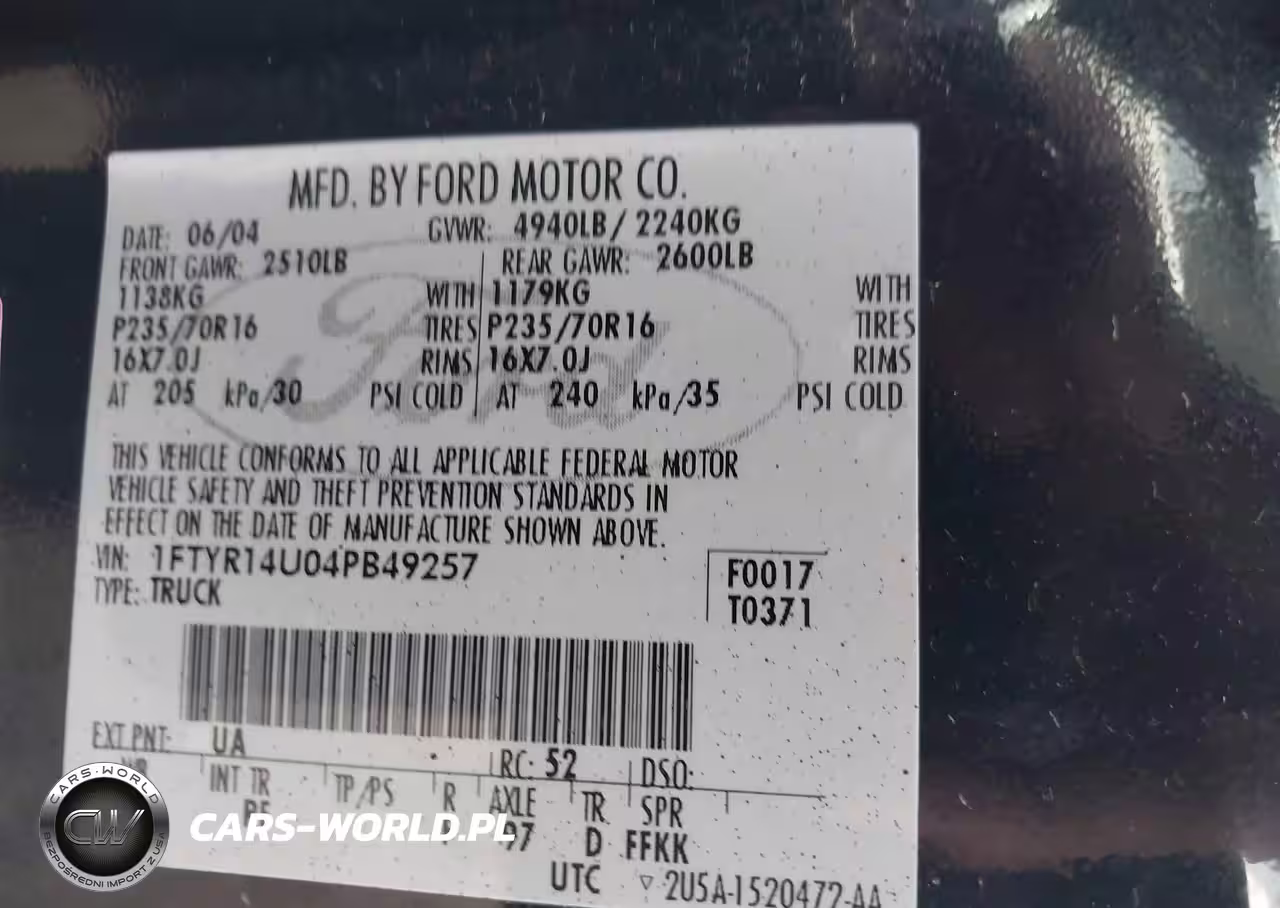 MFD. BY FORD MOTOR CO.
DATE: 06/04 GVWR: 4940LB / 2240KG
FRONT GAWR: 2510LB REAR GAWR: 2600LB
1138KG WITH 1179KG WITH
P235/70R16 TIRES P235/70R16 TIRES
16X7.0J RIMS 16X7.0J RIMS
AT 205 kPa/30 PSI COLD AT 240 kPa/35 PSI COLD
Ford
THIS VEHICLE CONFORMS TO ALL APPLICABLE FEDERAL MOTOR
VEHICLE SAFETY AND THEFT PREVENTION STANDARDS IN
EFFECT ON THE DATE OF MANUFACTURE SHOWN ABOVE.
VIN: 1FTYR14U04PB49257
TYPE: TRUCK
F0017
T0371
EXT PNT: UA RC: 52 DSO:
INT TR TP/PS R AXLE TR SPR
97 D FFKK
UTC ▽ 2U5A-1520472-AA
CARS-WORLD
CW
BEZPOŚREDNI IMPORT Z USA
CARS-WORLD.PL